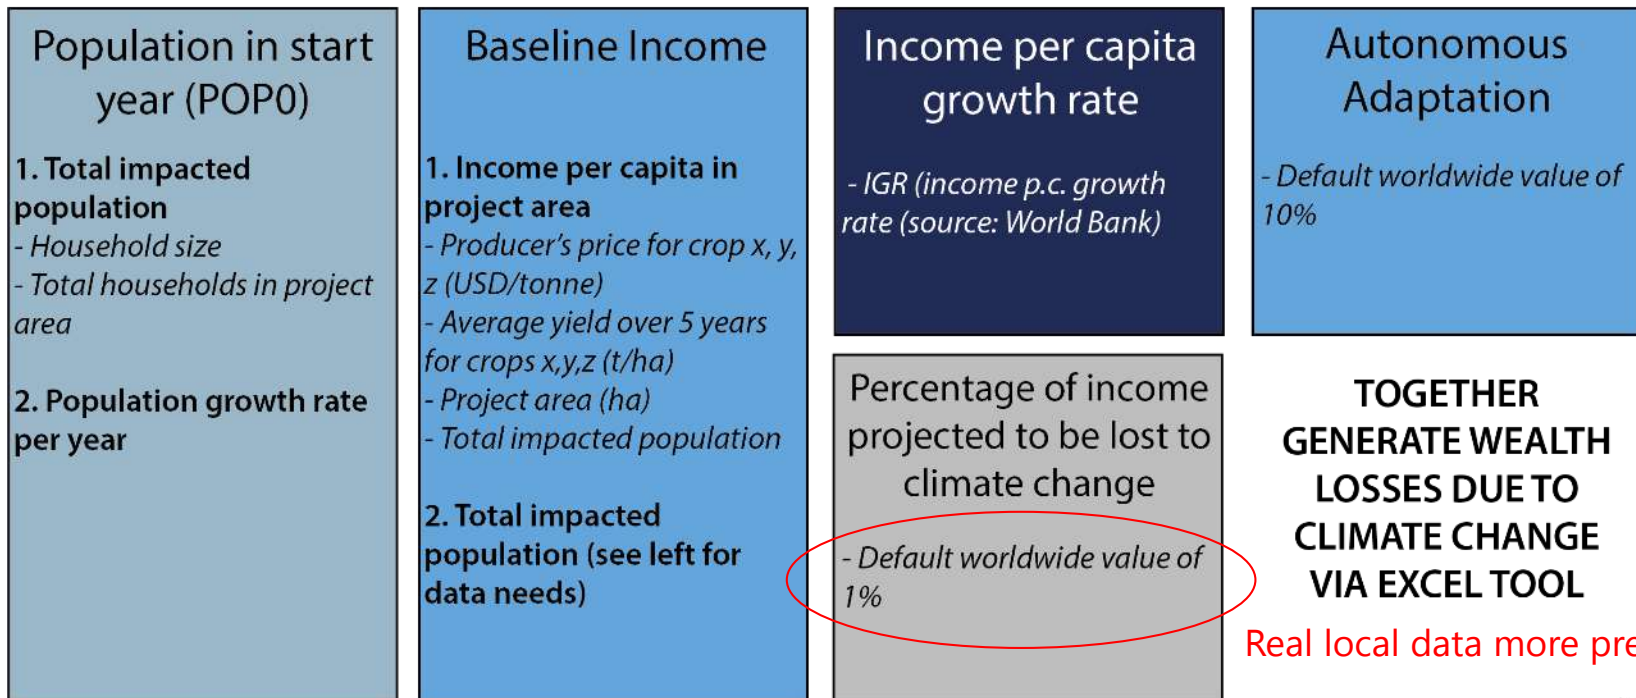 Population in start
year (POP0)
1. Total impacted
population
- Household size
- Total households in project
area
2. Population growth rate
per year
Baseline Income
1. Income per capita in
project area
- Producer's price for crop x, y,
z (USD/tonne)
- Average yield over 5 years
for crops x,y,z (t/ha)
- Project area (ha)
- Total impacted population
2. Total impacted
population (see left for
data needs)
Income per capita
growth rate
- IGR (income p.c. growth
rate (source: World Bank)
Autonomous
Adaptation
- Default worldwide value of
10%
Percentage of income
projected to be lost to
climate change
- Default worldwide value of
1%
TOGETHER
GENERATE WEALTH
LOSSES DUE TO
CLIMATE CHANGE
VIA EXCEL TOOL
Real local data more